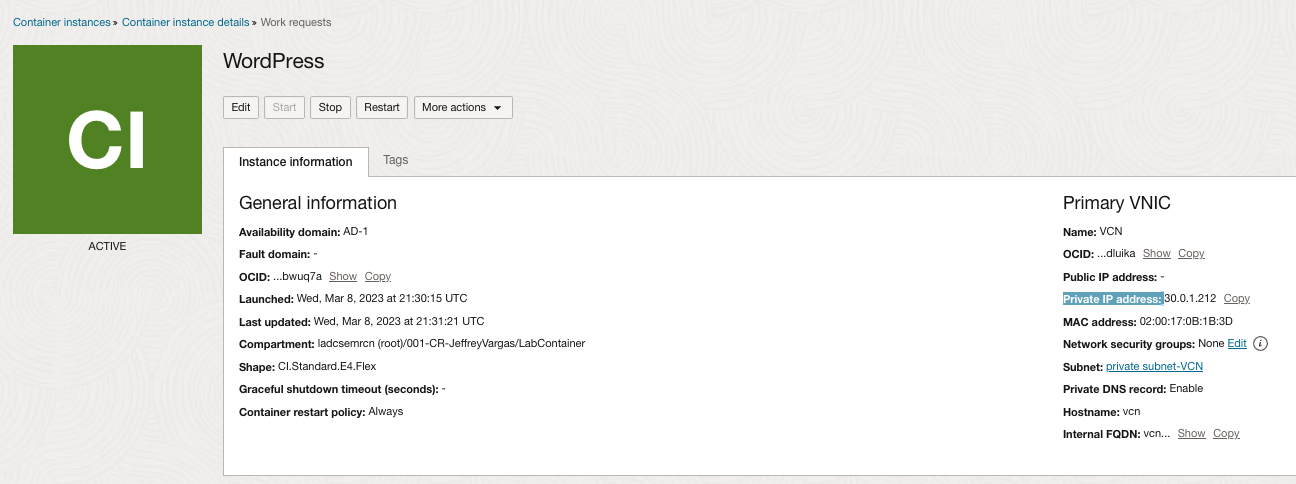 Container instances » Container instance details » Work requests
CI
ACTIVE
WordPress
Edit Start Stop Restart More actions
Instance information Tags
General information
Availability domain: AD-1
Fault domain: -
OCID: ...bwuq7a Show Copy
Launched: Wed, Mar 8, 2023 at 21:30:15 UTC
Last updated: Wed, Mar 8, 2023 at 21:31:21 UTC
Compartment: ladcsemrcn (root)/001-CR-JeffreyVargas/LabContainer
Shape: CI.Standard.E4.Flex
Graceful shutdown timeout (seconds): -
Container restart policy: Always
Primary VNIC
Name: VCN
OCID: ...dluika Show Copy
Public IP address: -
Private IP address: 30.0.1.212 Copy
MAC address: 02:00:17:0B:1B:3D
Network security groups: None Edit i
Subnet: private subnet-VCN
Private DNS record: Enable
Hostname: vcn
Internal FQDN: vcn... Show Copy